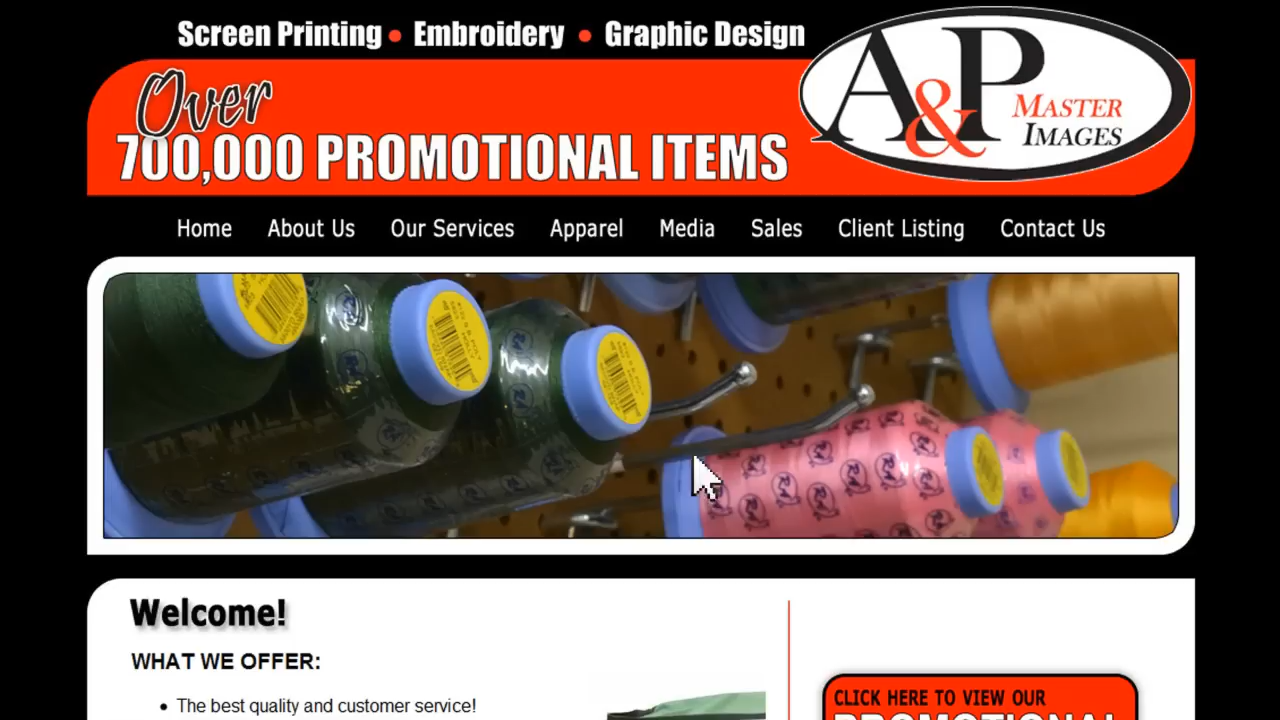 Screen Printing • Embroidery • Graphic Design
Over
700,000 PROMOTIONAL ITEMS
A&P MASTER IMAGES
Home About Us Our Services Apparel Media Sales Client Listing Contact Us
Welcome!
WHAT WE OFFER:
• The best quality and customer service!
CLICK HERE TO VIEW OUR
PROMOTIONAL